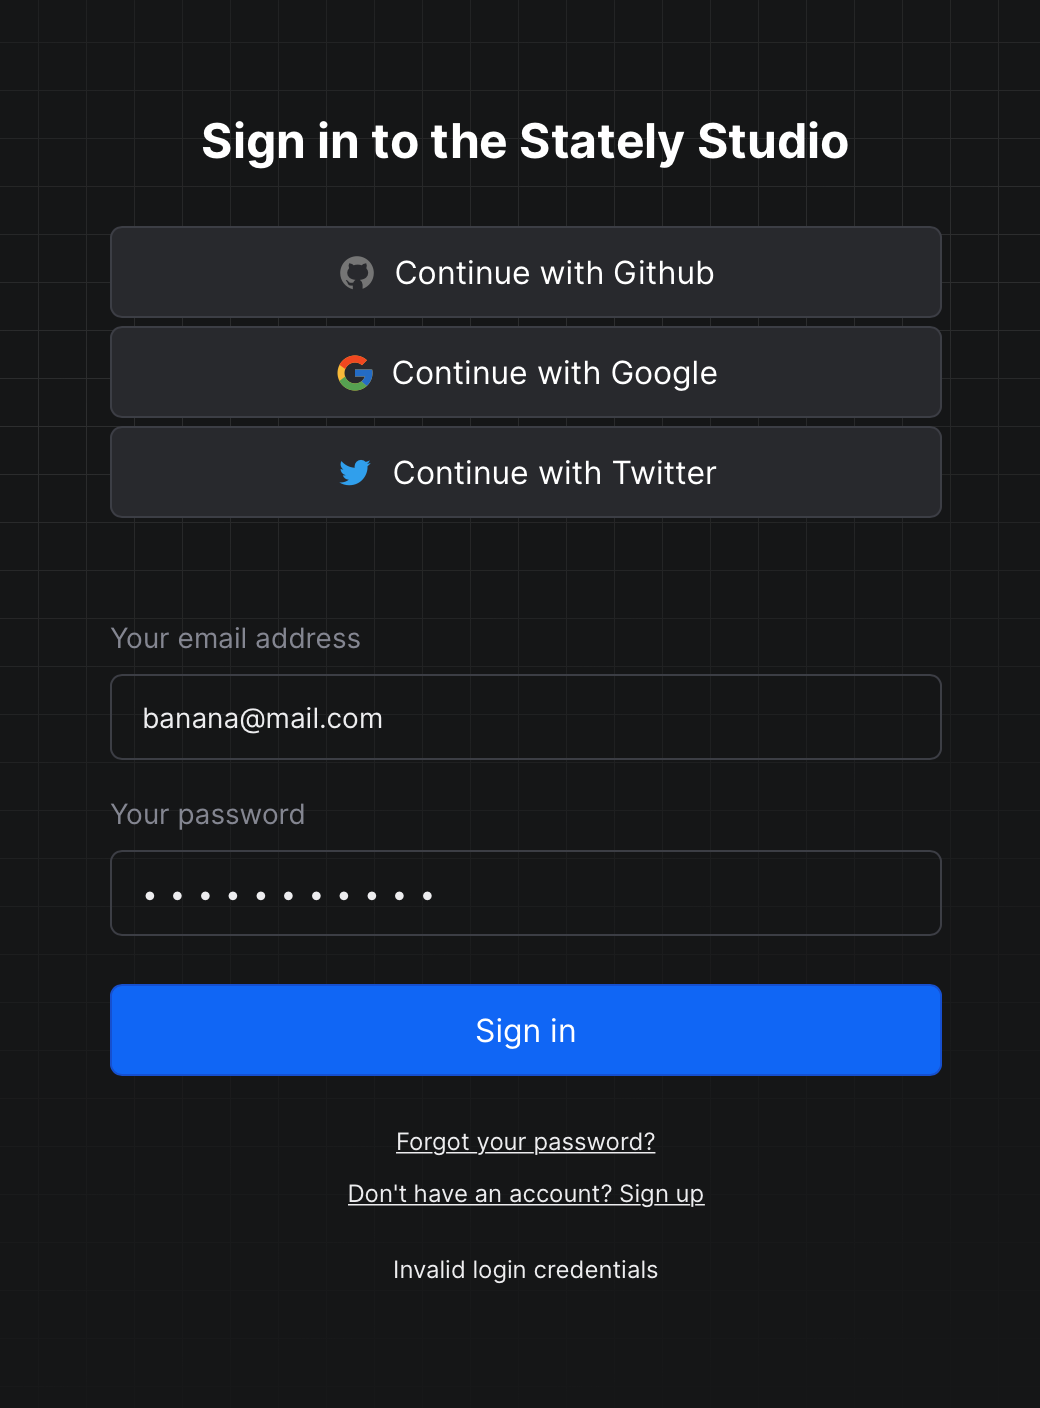 Sign in to the Stately Studio
Continue with Github
Continue with Google
Continue with Twitter
Your email address
banana@mail.com
Your password
• • • • • • • • • • •
Sign in
Forgot your password?
Don't have an account? Sign up
Invalid login credentials